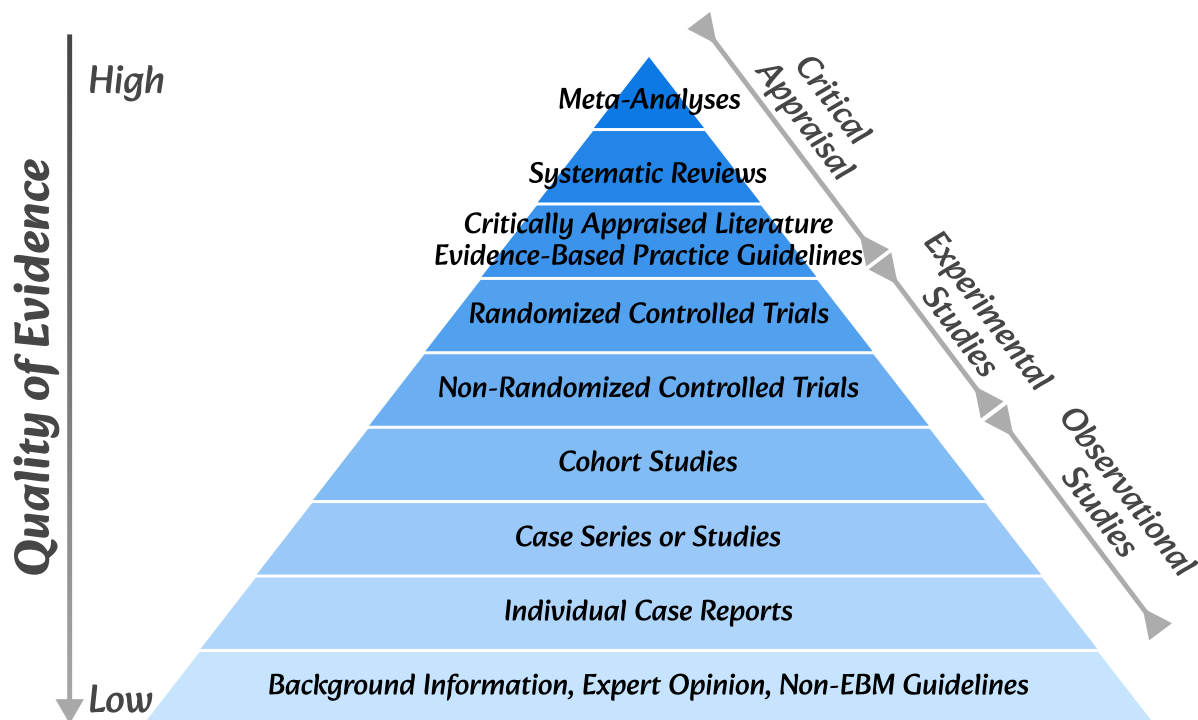 High
Quality of Evidence
Low
Meta-Analyses
Systematic Reviews
Critically Appraised Literature
Evidence-Based Practice Guidelines
Randomized Controlled Trials
Non-Randomized Controlled Trials
Cohort Studies
Case Series or Studies
Individual Case Reports
Background Information, Expert Opinion, Non-EBM Guidelines
Critical
Appraisal
Experimental
Studies
Observational
Studies